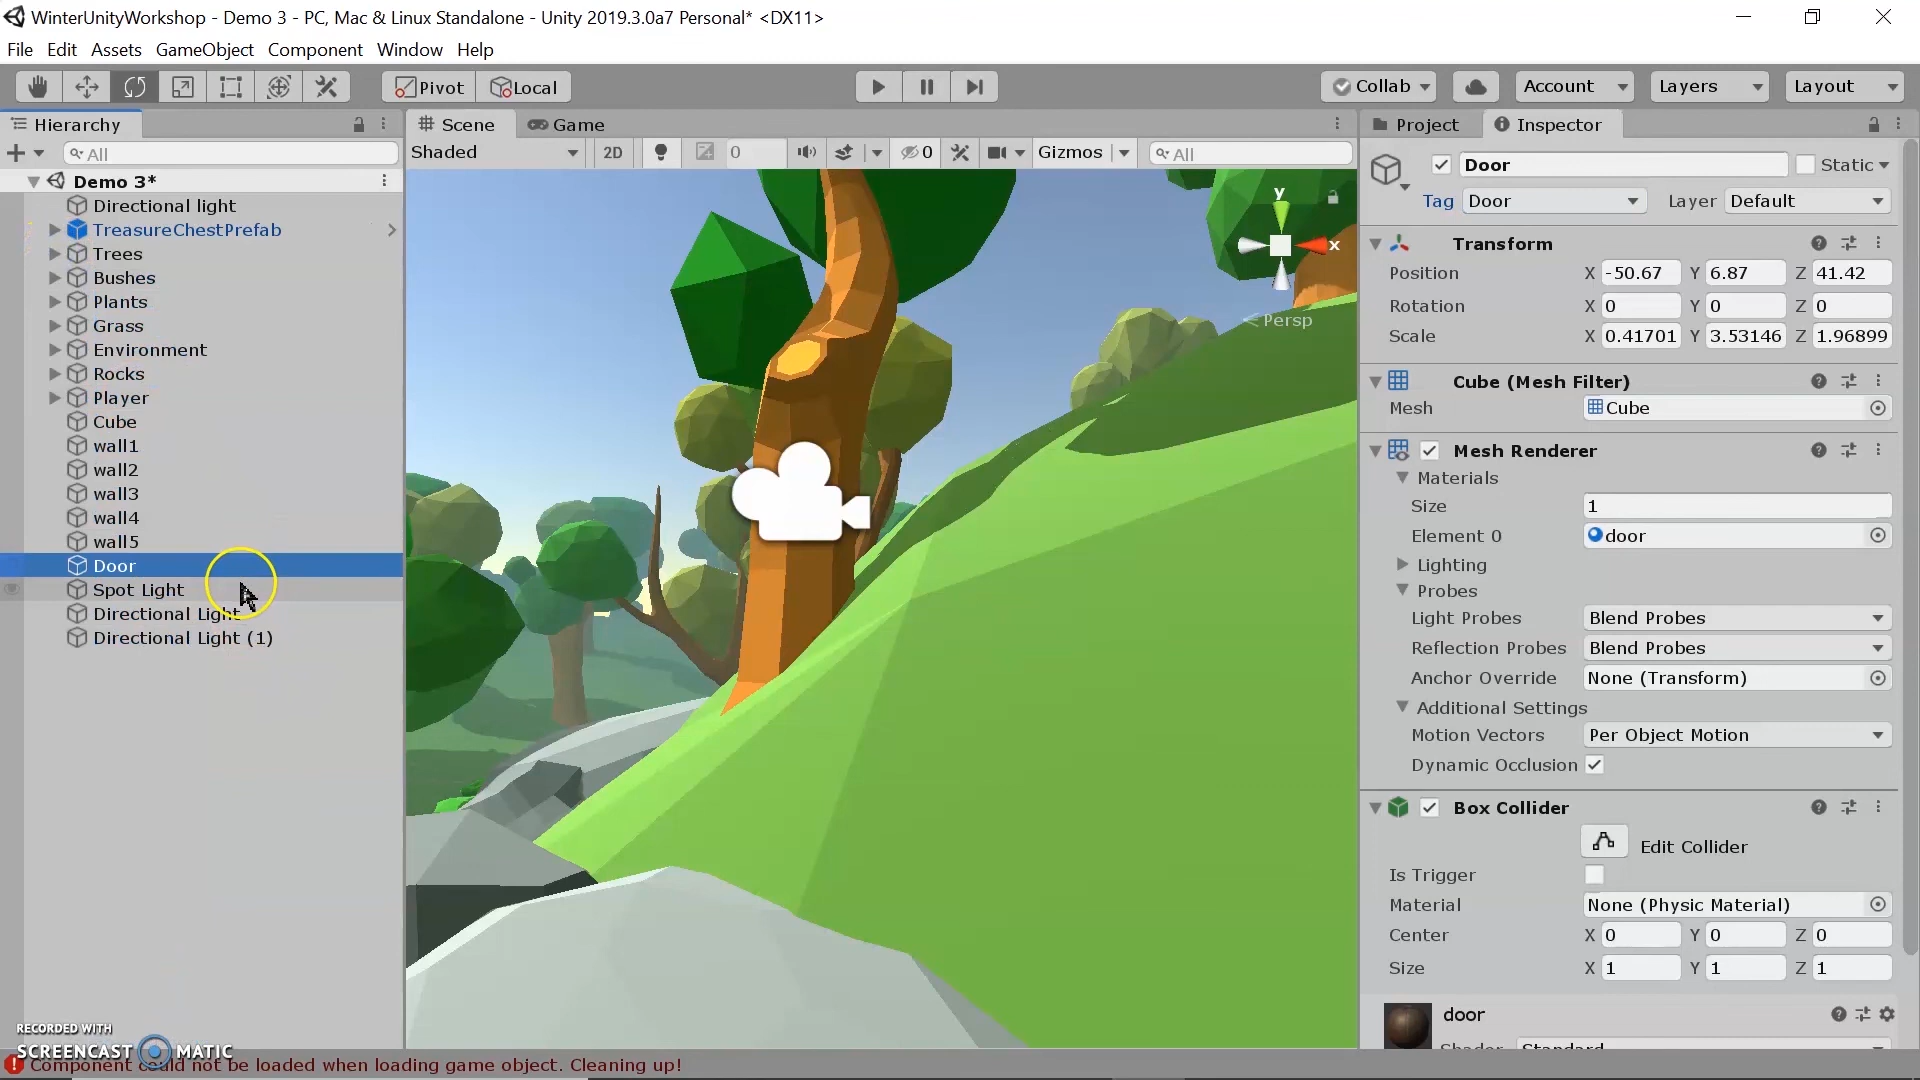 WinterUnityWorkshop - Demo 3 - PC, Mac & Linux Standalone - Unity 2019.3.0a7 Personal* <DX11>
File Edit Assets GameObject Component Window Help
Pivot Local Collab Account Layers Layout
Hierarchy
All
Demo 3*
Directional light
TreasureChestPrefab
Trees
Bushes
Plants
Grass
Environment
Rocks
Player
Cube
wall1
wall2
wall3
wall4
wall5
Door
Spot Light
Directional Light
Directional Light (1)
Scene Game
Shaded 2D 0 0 Gizmos All
y
x
Persp
Project Inspector
Door Static
Tag Door Layer Default
Transform
Position X -50.67 Y 6.87 Z 41.42
Rotation X 0 Y 0 Z 0
Scale X 0.41701 Y 3.53146 Z 1.96899
Cube (Mesh Filter)
Mesh Cube
Mesh Renderer
Materials
Size 1
Element 0 door
Lighting
Probes
Light Probes Blend Probes
Reflection Probes Blend Probes
Anchor Override None (Transform)
Additional Settings
Motion Vectors Per Object Motion
Dynamic Occlusion
Box Collider
Edit Collider
Is Trigger
Material None (Physic Material)
Center X 0 Y 0 Z 0
Size X 1 Y 1 Z 1
door
Shader Standard
RECORDED WITH
SCREENCAST MATIC
Component could not be loaded when loading game object. Cleaning up!